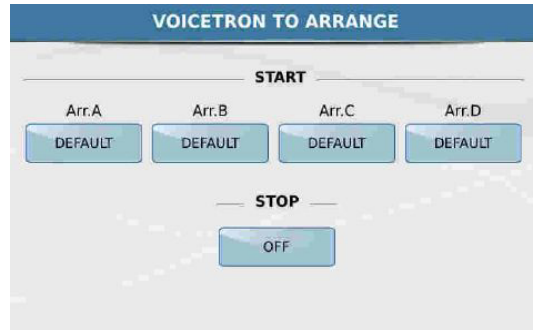 VOICETRON TO ARRANGE
START
Arr.A Arr.B Arr.C Arr.D
DEFAULT DEFAULT DEFAULT DEFAULT
STOP
OFF